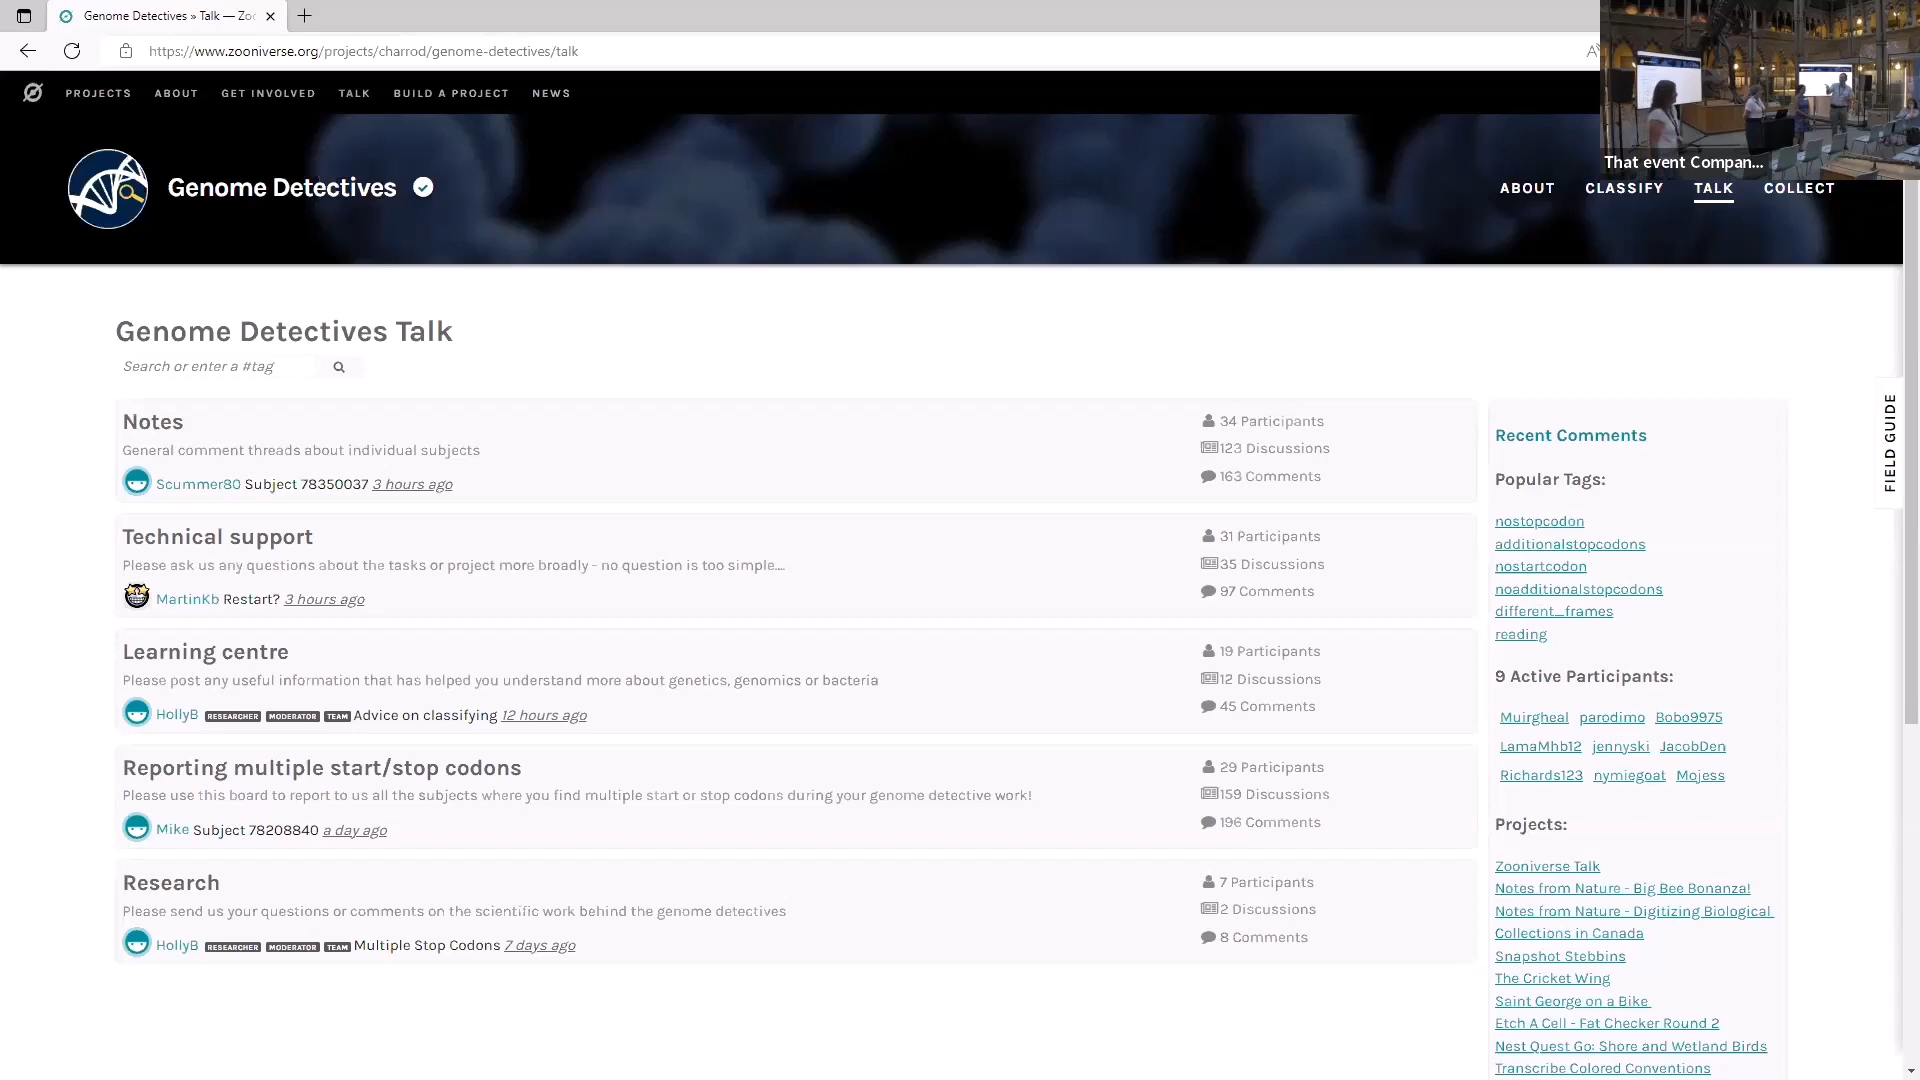 Genome Detectives » Talk — Zoo
https://www.zooniverse.org/projects/charrod/genome-detectives/talk
PROJECTS ABOUT GET INVOLVED TALK BUILD A PROJECT NEWS
That event Compan...
Genome Detectives
ABOUT CLASSIFY TALK COLLECT
Genome Detectives Talk
Search or enter a #tag
Notes
General comment threads about individual subjects
Scummer80 Subject 78350037 3 hours ago
34 Participants
123 Discussions
163 Comments
Technical support
Please ask us any questions about the tasks or project more broadly - no question is too simple....
MartinKb Restart? 3 hours ago
31 Participants
35 Discussions
97 Comments
Learning centre
Please post any useful information that has helped you understand more about genetics, genomics or bacteria
HollyB RESEARCHER MODERATOR TEAM Advice on classifying 12 hours ago
19 Participants
12 Discussions
45 Comments
Reporting multiple start/stop codons
Please use this board to report to us all the subjects where you find multiple start or stop codons during your genome detective work!
Mike Subject 78208840 a day ago
29 Participants
159 Discussions
196 Comments
Research
Please send us your questions or comments on the scientific work behind the genome detectives
HollyB RESEARCHER MODERATOR TEAM Multiple Stop Codons 7 days ago
7 Participants
2 Discussions
8 Comments
Recent Comments
Popular Tags:
nostopcodon
additionalstopcodons
nostartcodon
noadditionalstopcodons
different_frames
reading
9 Active Participants:
Muirgheal parodimo Bobo9975
LamaMhb12 jennyski JacobDen
Richards123 nymiegoat Mojess
Projects:
Zooniverse Talk
Notes from Nature - Big Bee Bonanza!
Notes from Nature - Digitizing Biological
Collections in Canada
Snapshot Stebbins
The Cricket Wing
Saint George on a Bike
Etch A Cell - Fat Checker Round 2
Nest Quest Go: Shore and Wetland Birds
Transcribe Colored Conventions
FIELD GUIDE